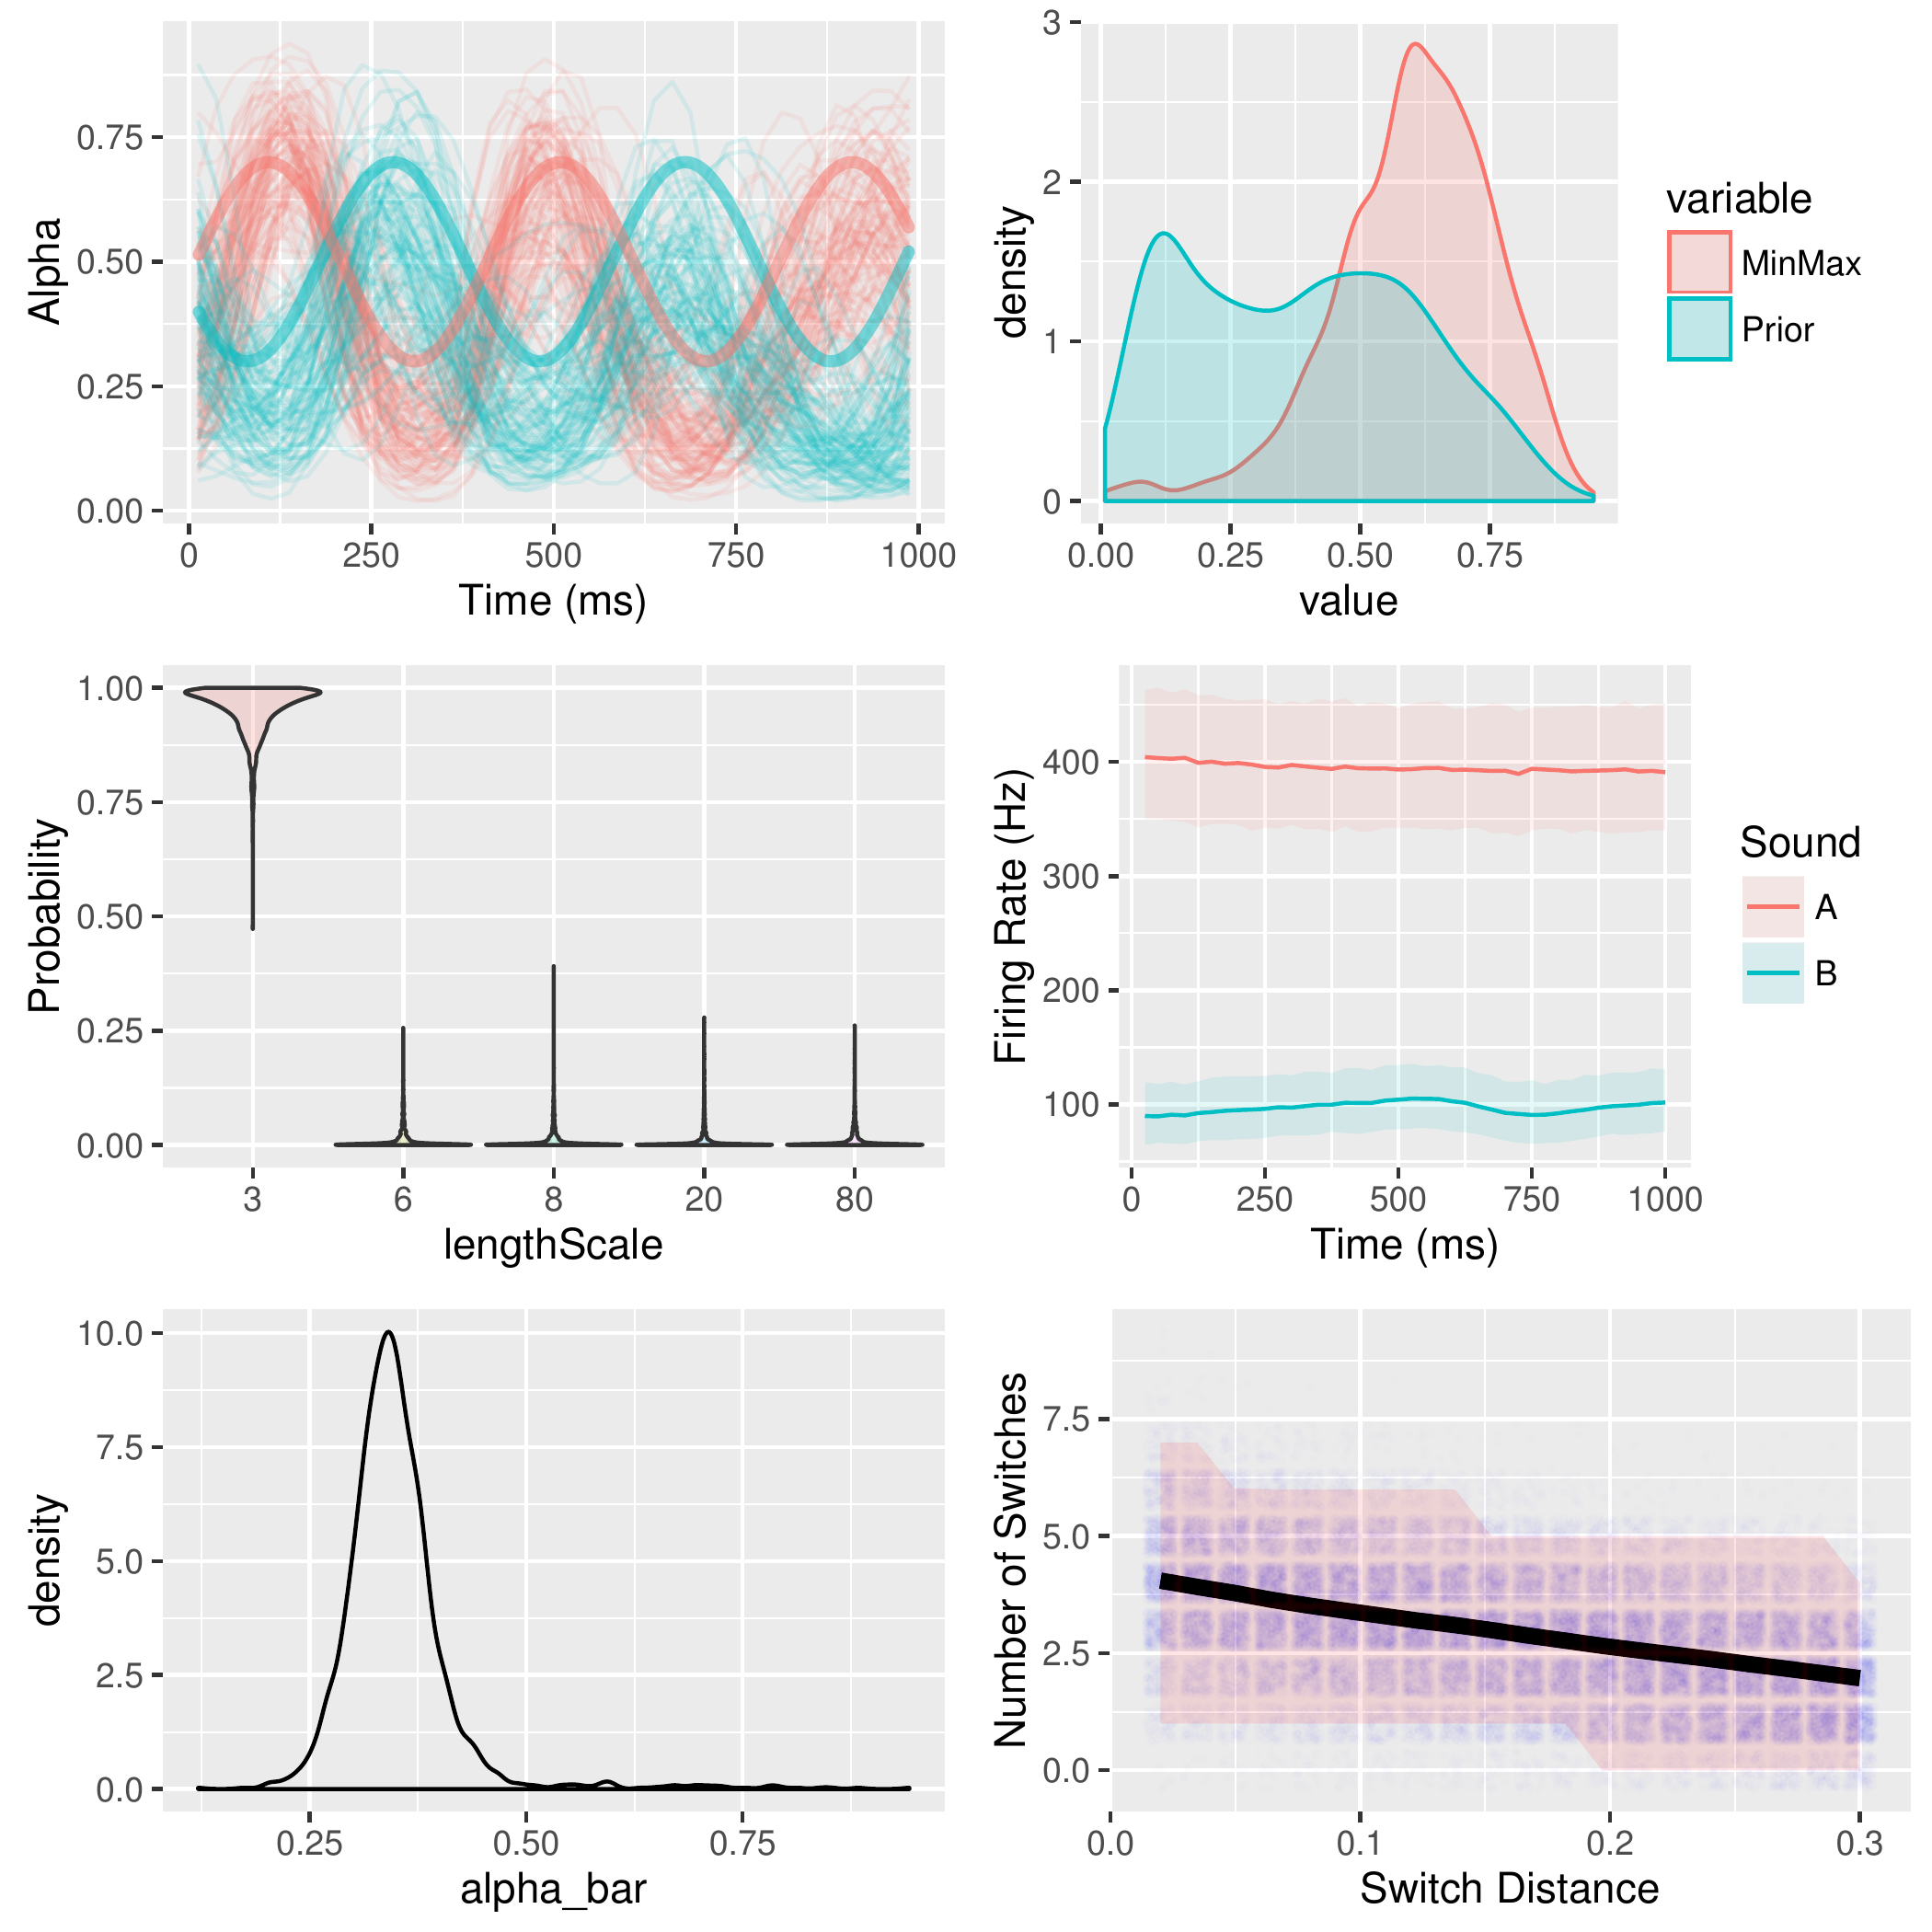 Alpha
0.75
0.50
0.25
0.00
0 250 500 750 1000
Time (ms)
density
3
2
1
0
0.00 0.25 0.50 0.75
value
variable
MinMax
Prior
Probability
1.00
0.75
0.50
0.25
0.00
3 6 8 20 80
lengthScale
Firing Rate (Hz)
400
300
200
100
0 250 500 750 1000
Time (ms)
Sound
A
B
density
10.0
7.5
5.0
2.5
0.0
0.25 0.50 0.75
alpha_bar
Number of Switches
7.5
5.0
2.5
0.0
0.0 0.1 0.2 0.3
Switch Distance